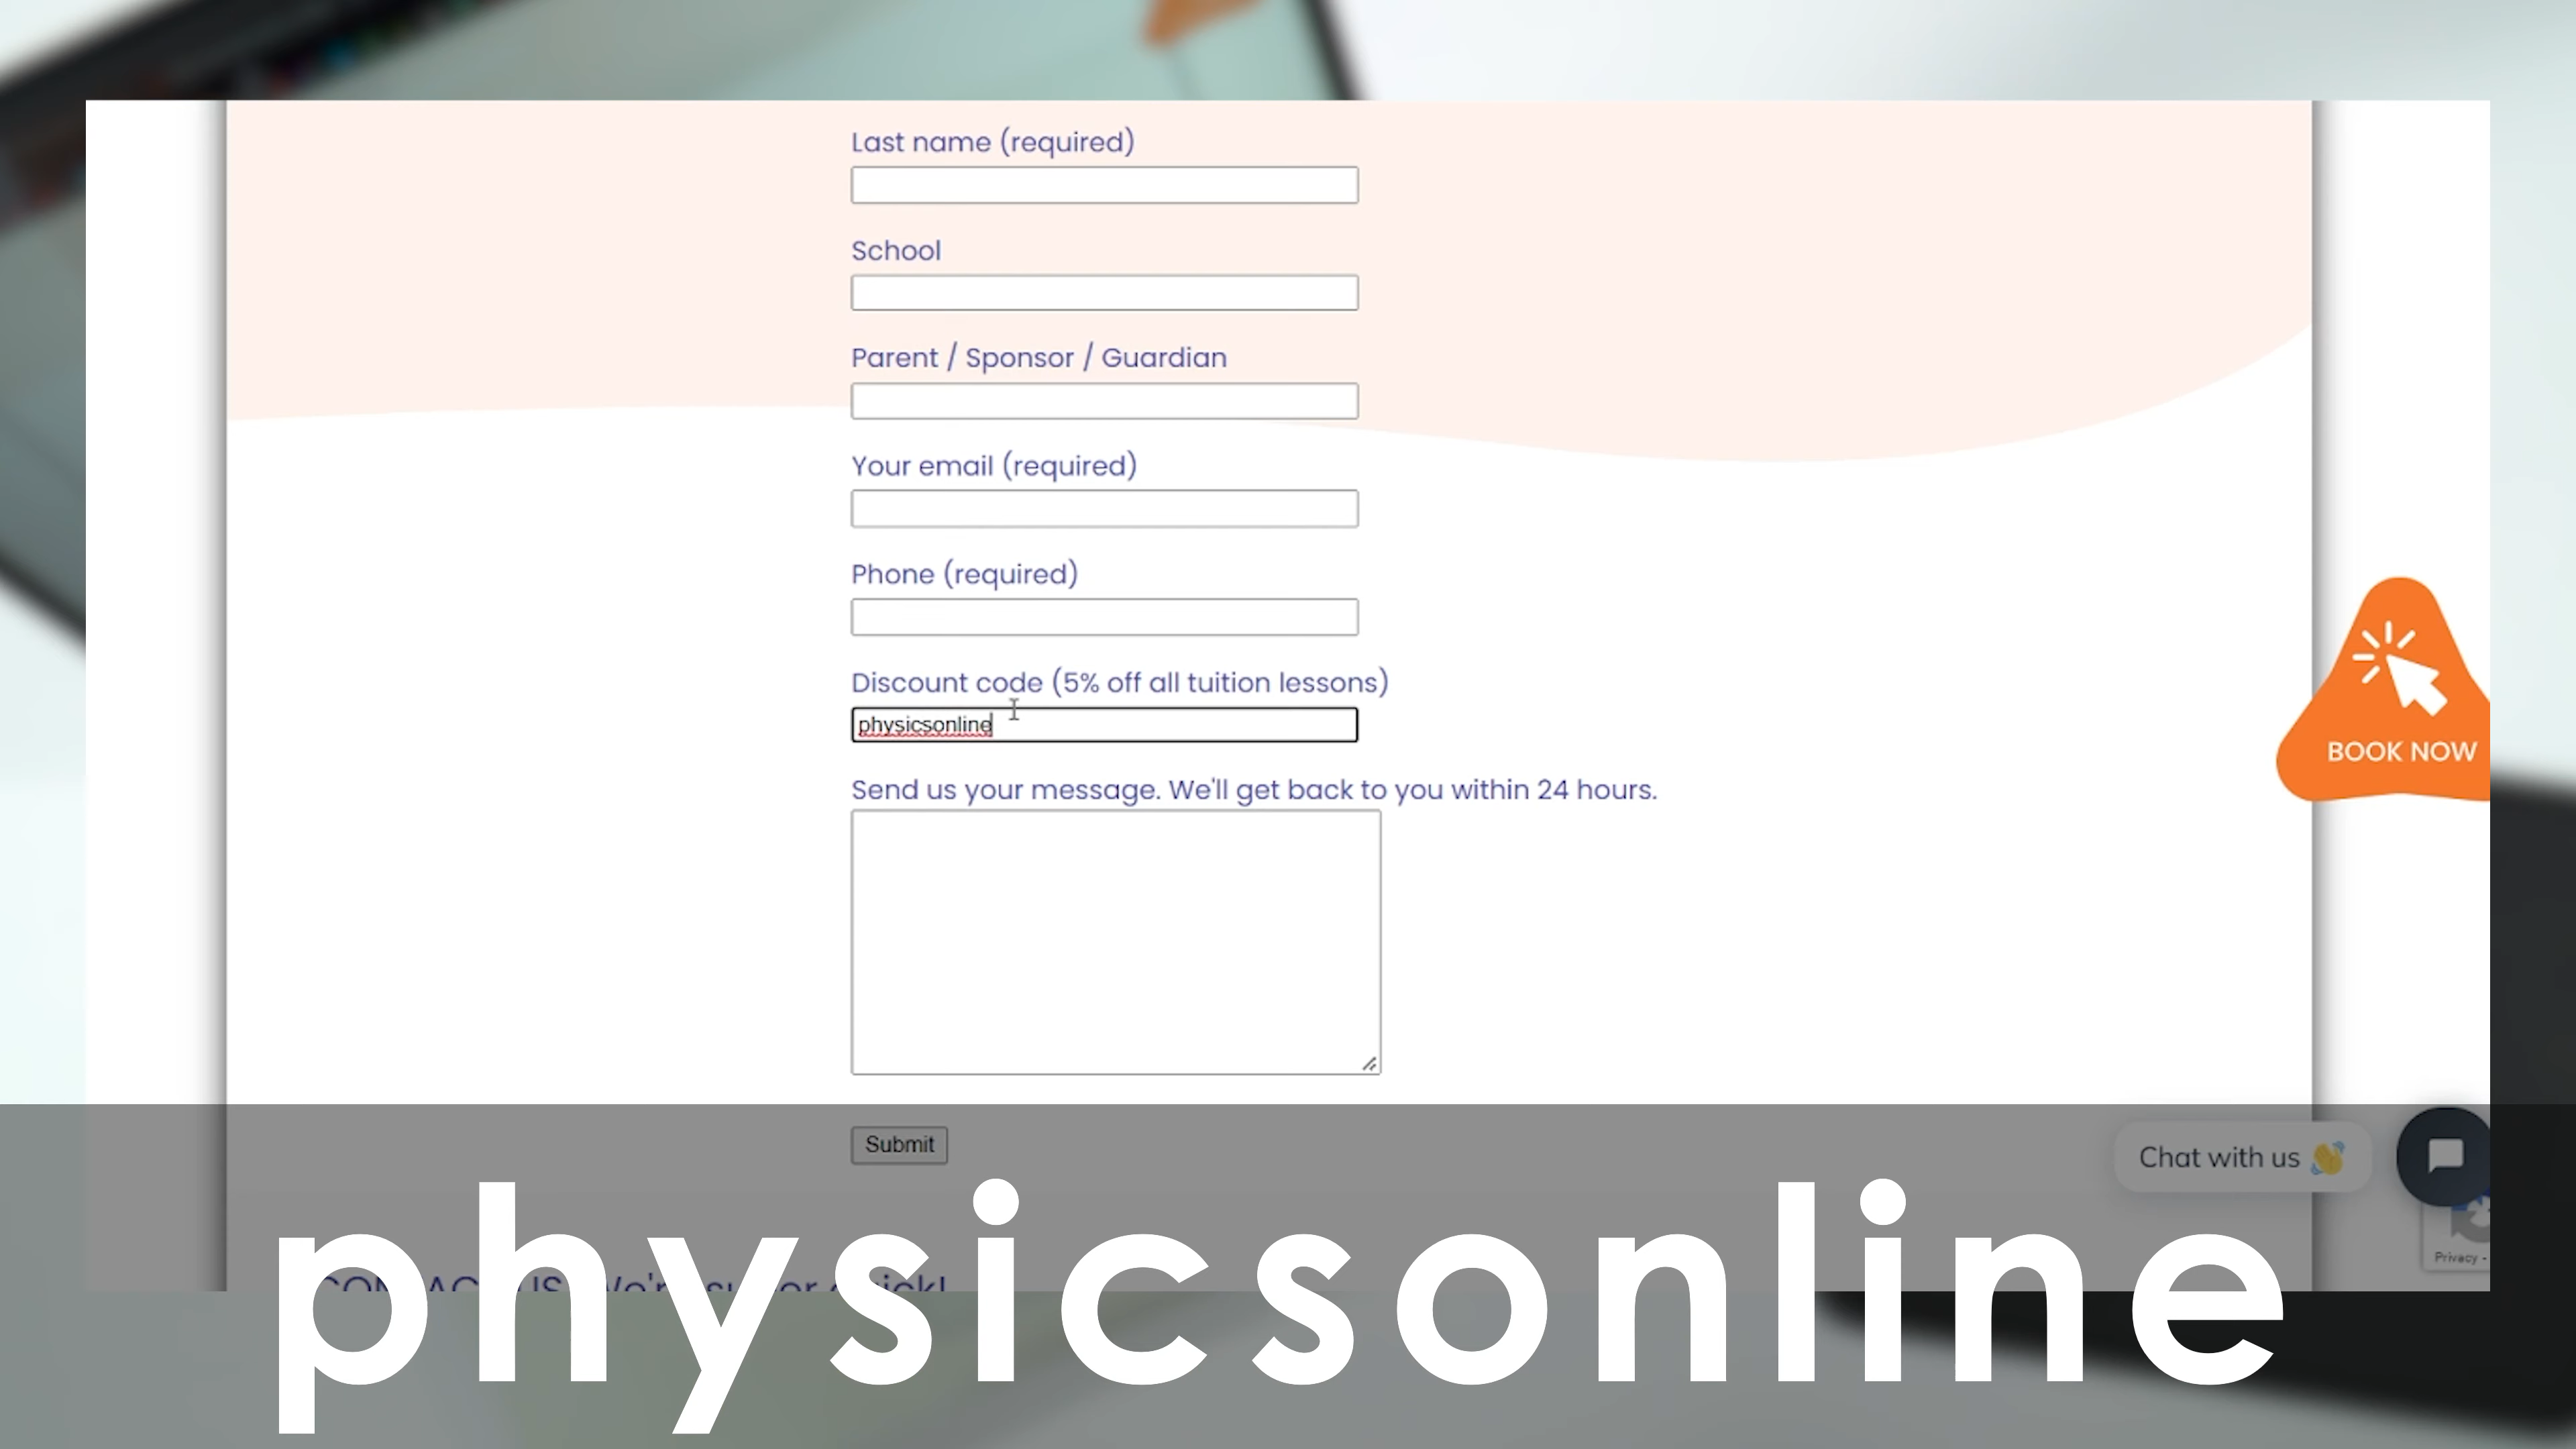 Last name (required)
School
Parent / Sponsor / Guardian
Your email (required)
Phone (required)
Discount code (5% off all tuition lessons)
physicsonline
Send us your message. We'll get back to you within 24 hours.
BOOK NOW
Submit
Chat with us 👋
Privacy -
physicsonline